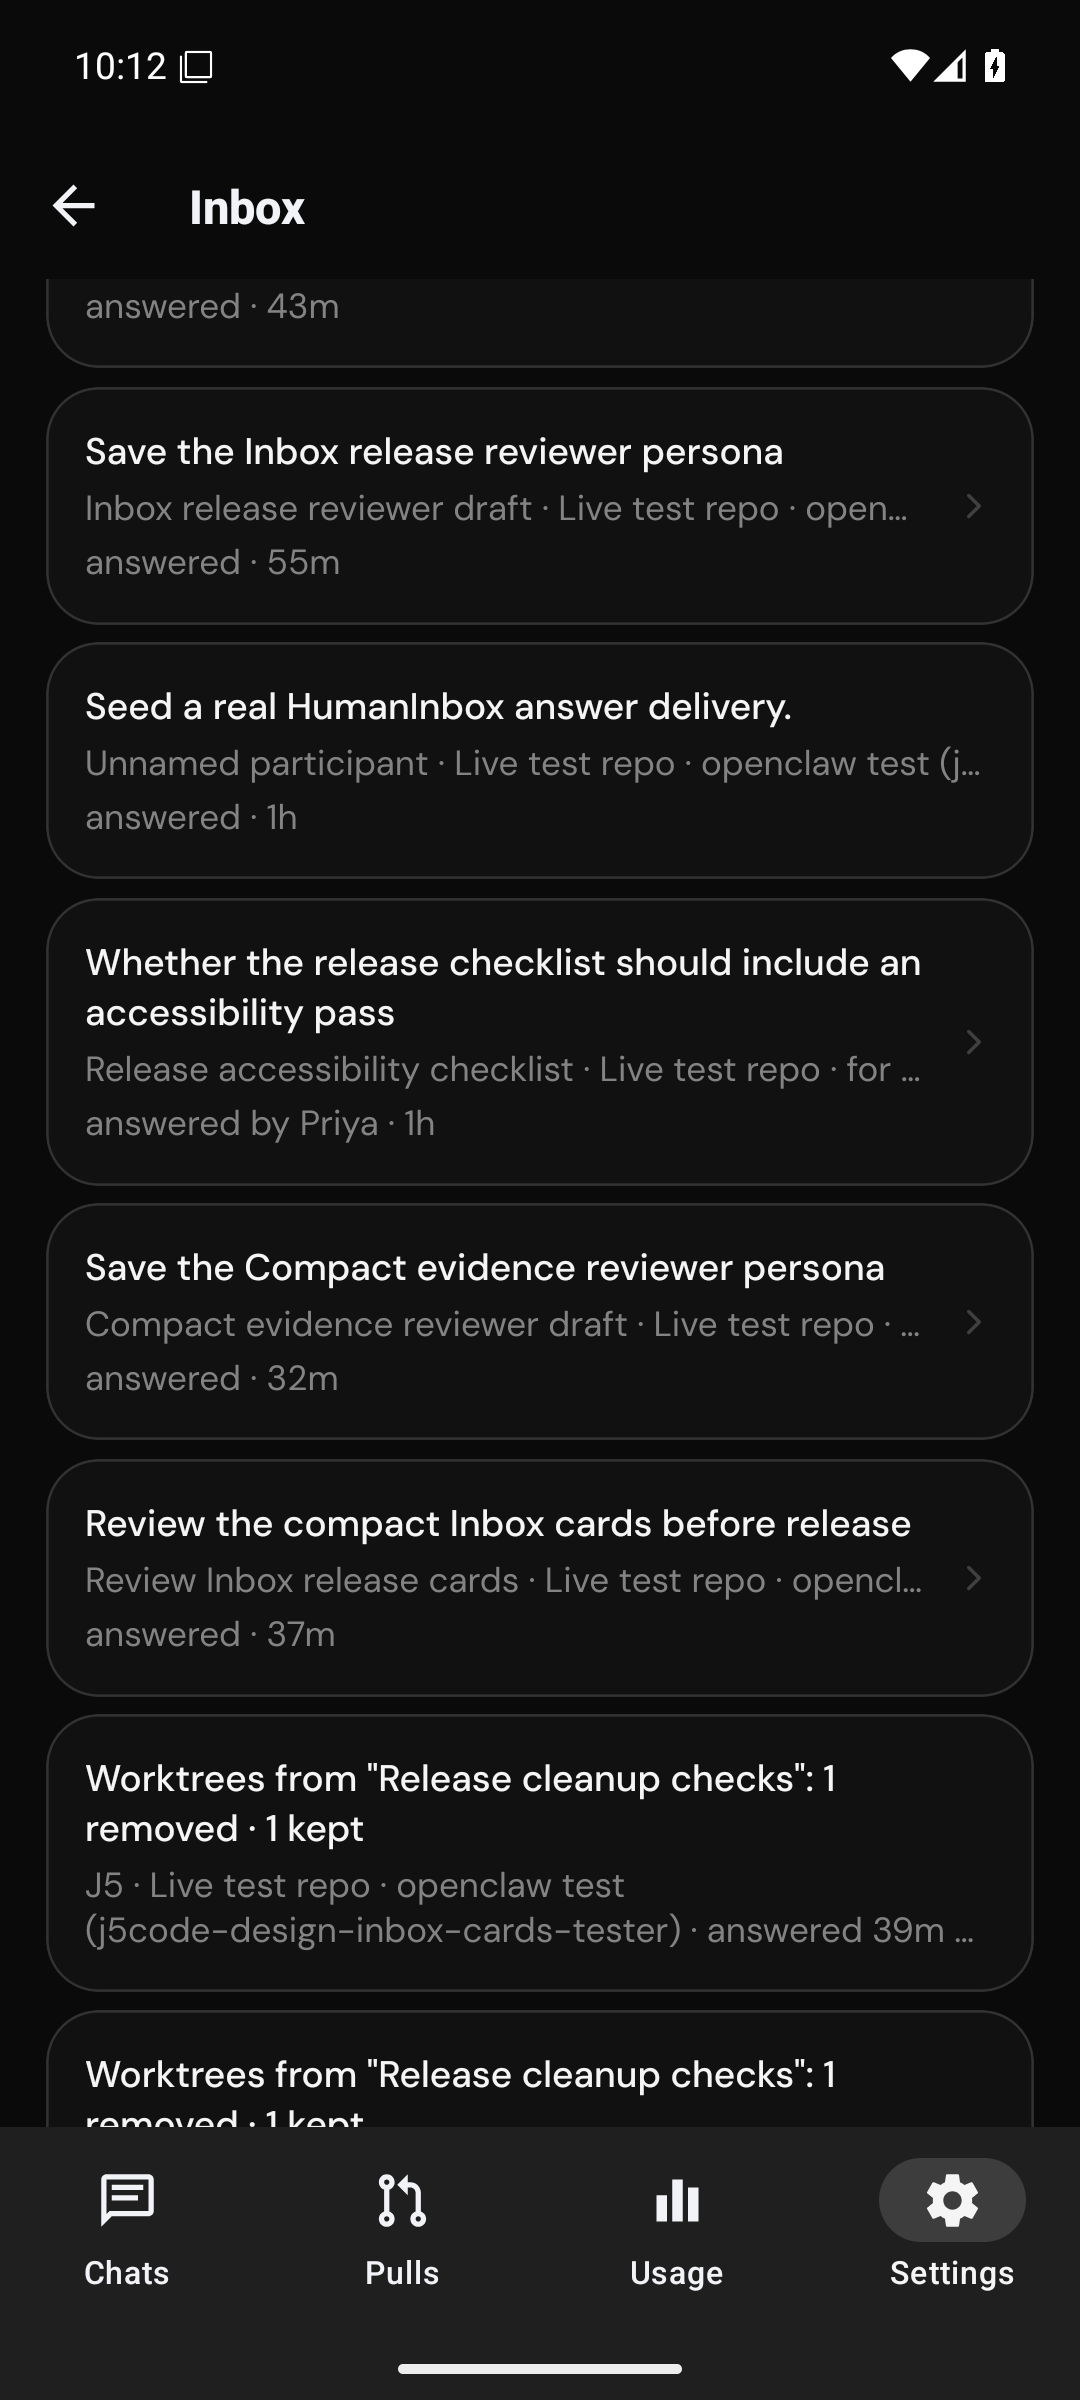 10:12
Inbox
answered · 43m
Save the Inbox release reviewer persona
Inbox release reviewer draft · Live test repo · open...
answered · 55m
Seed a real HumanInbox answer delivery.
Unnamed participant · Live test repo · openclaw test (j...
answered · 1h
Whether the release checklist should include an
accessibility pass
Release accessibility checklist · Live test repo · for ...
answered by Priya · 1h
Save the Compact evidence reviewer persona
Compact evidence reviewer draft · Live test repo · ...
answered · 32m
Review the compact Inbox cards before release
Review Inbox release cards · Live test repo · opencl...
answered · 37m
Worktrees from "Release cleanup checks": 1
removed · 1 kept
J5 · Live test repo · openclaw test
(j5code-design-inbox-cards-tester) · answered 39m ...
Worktrees from "Release cleanup checks": 1
removed · 1 kept
Chats
Pulls
Usage
Settings